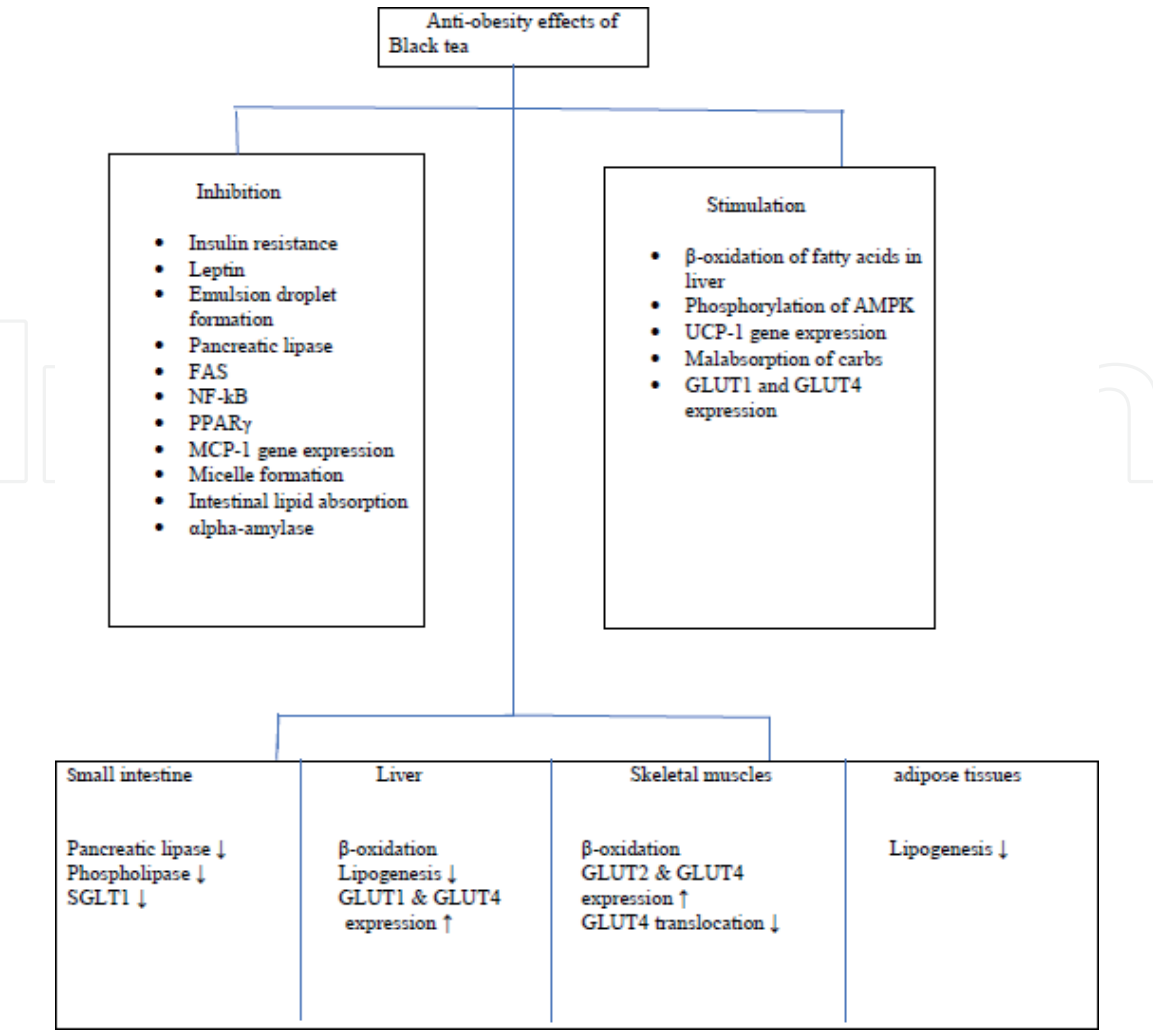 Anti-obesity effects of
Black tea
Inhibition
• Insulin resistance
• Leptin
• Emulsion droplet
formation
• Pancreatic lipase
• FAS
• NF-kB
• PPARγ
• MCP-1 gene expression
• Micelle formation
• Intestinal lipid absorption
• αlpha-amylase
Stimulation
• β-oxidation of fatty acids in
liver
• Phosphorylation of AMPK
• UCP-1 gene expression
• Malabsorption of carbs
• GLUT1 and GLUT4
expression
Small intestine
Pancreatic lipase ↓
Phospholipase ↓
SGLT1 ↓
Liver
β-oxidation
Lipogenesis ↓
GLUT1 & GLUT4
expression ↑
Skeletal muscles
β-oxidation
GLUT2 & GLUT4
expression ↑
GLUT4 translocation ↓
adipose tissues
Lipogenesis ↓